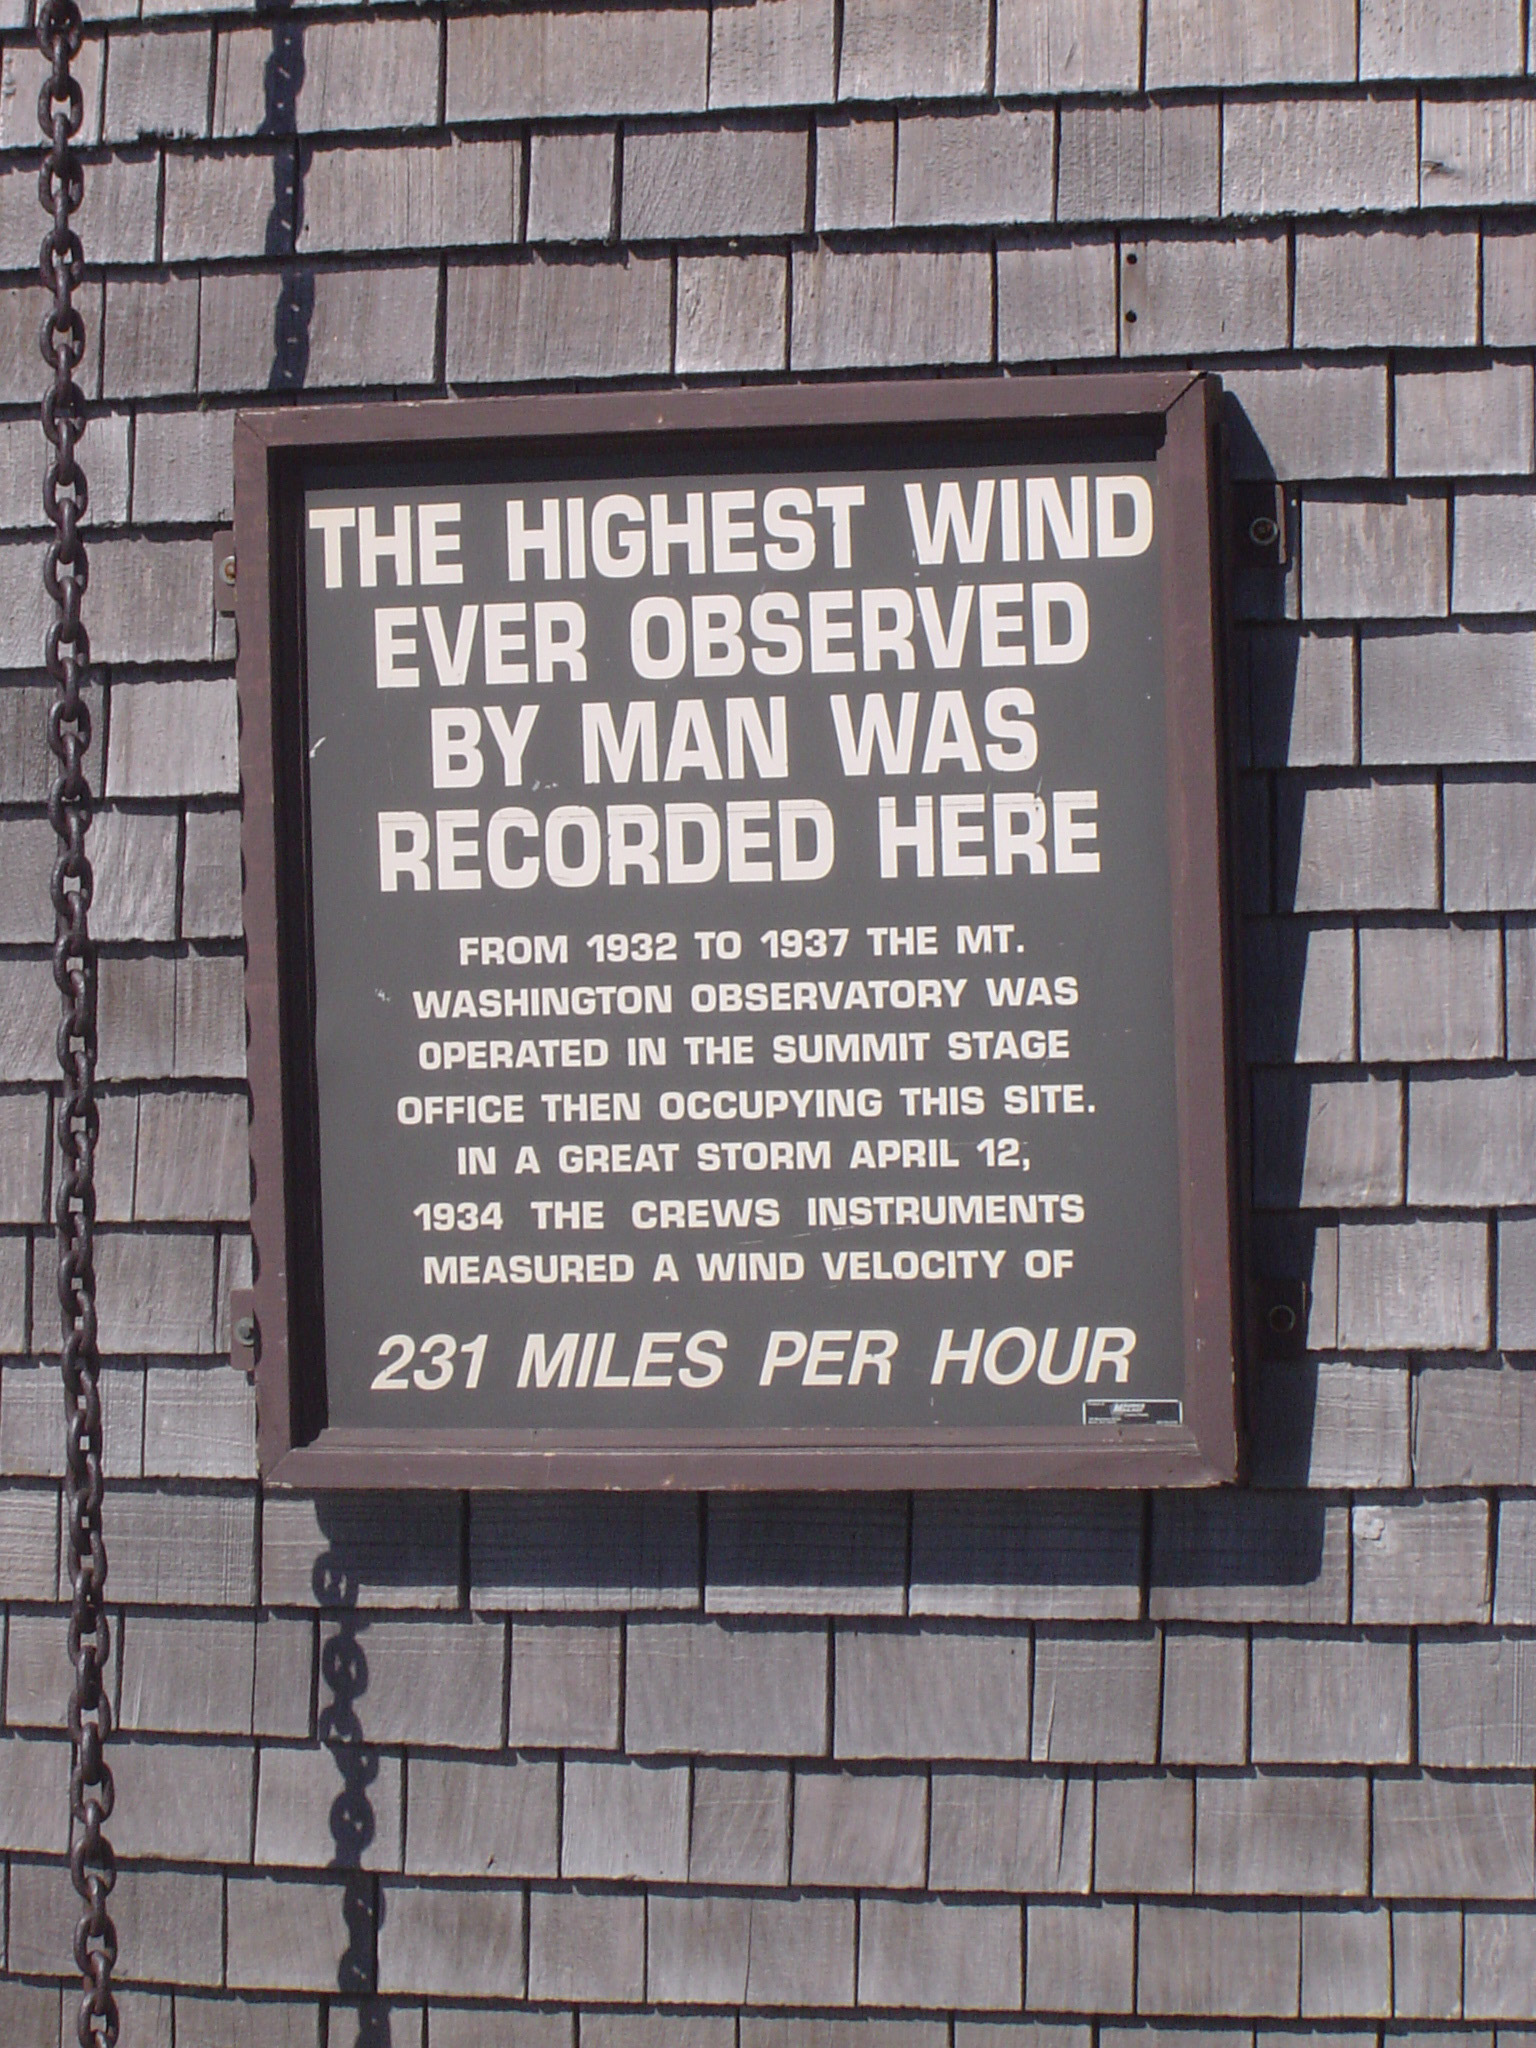 THE HIGHEST WIND
EVER OBSERVED
BY MAN WAS
RECORDED HERE
FROM 1932 TO 1937 THE MT.
WASHINGTON OBSERVATORY WAS
OPERATED IN THE SUMMIT STAGE
OFFICE THEN OCCUPYING THIS SITE.
IN A GREAT STORM APRIL 12,
1934 THE CREWS INSTRUMENTS
MEASURED A WIND VELOCITY OF
231 MILES PER HOUR